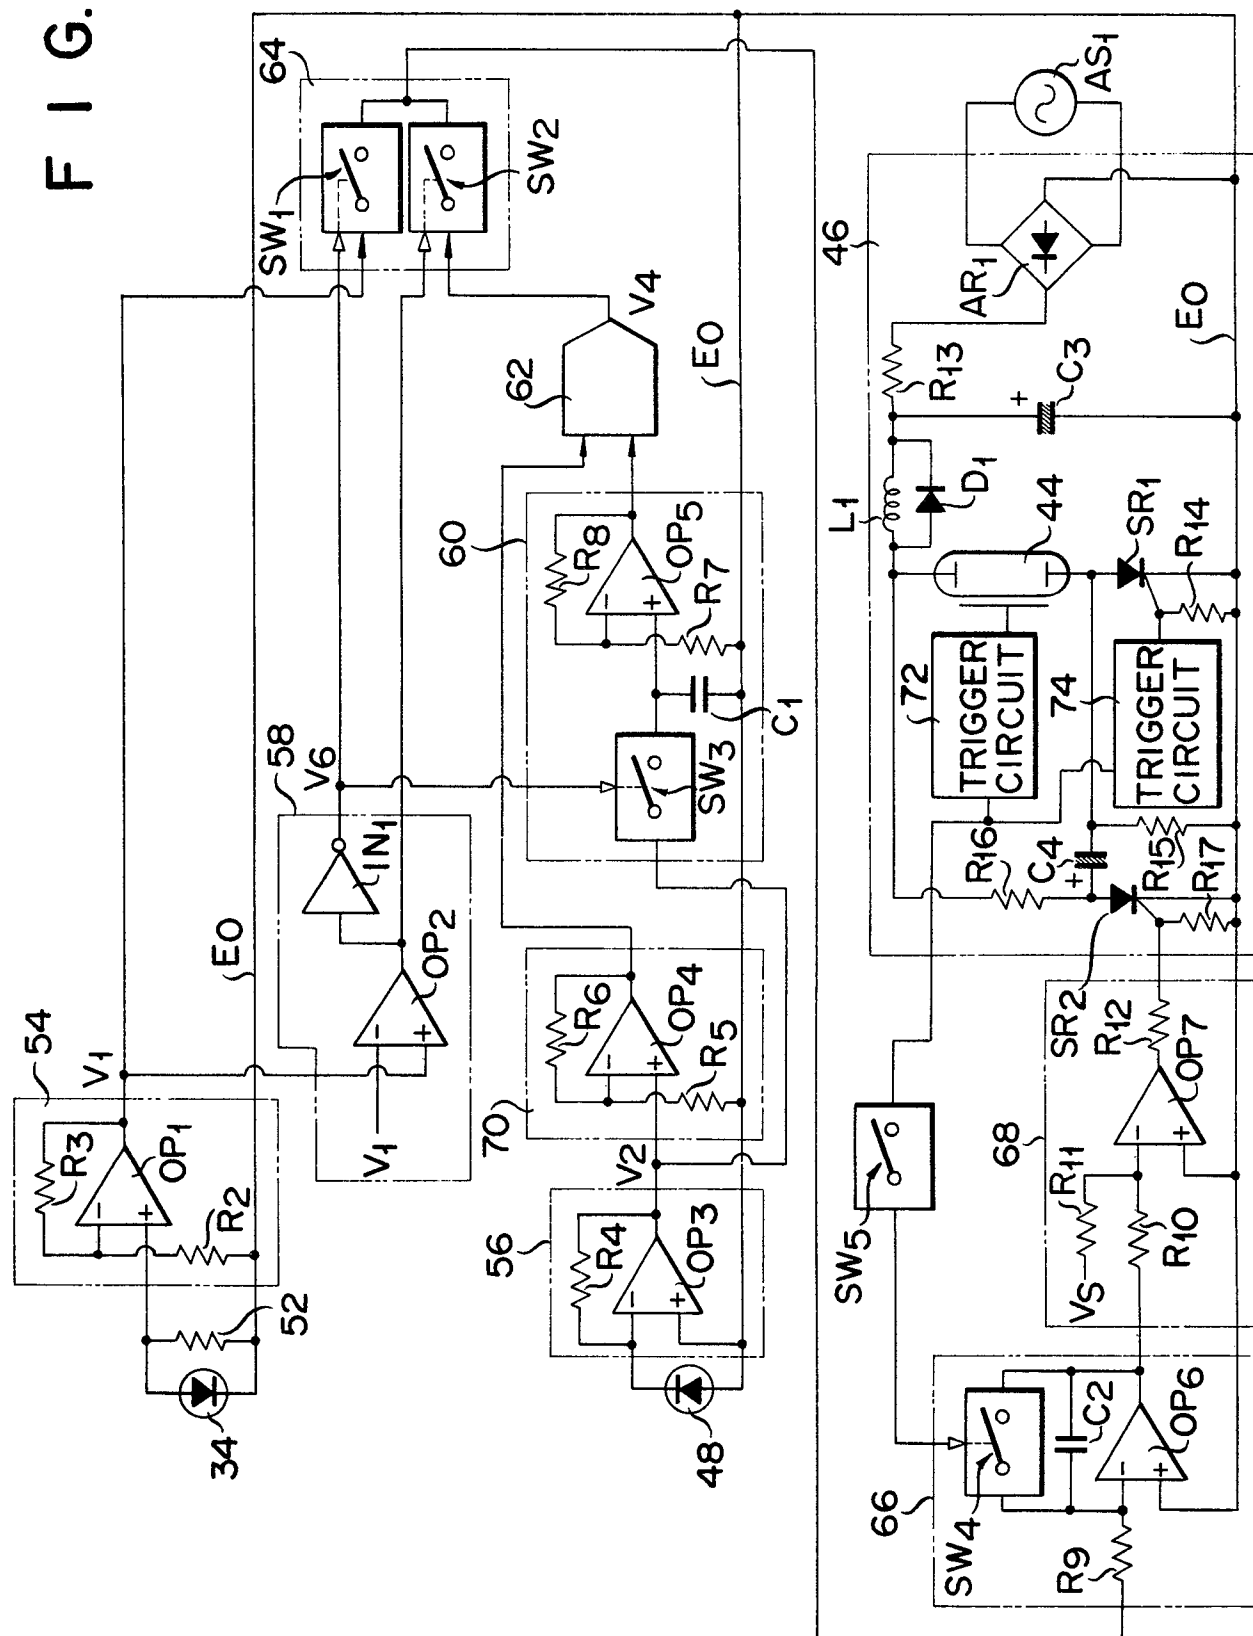 F I G.
54
R3
OP1
R2
52
34
V1
E0
58
V1
OP2
IN1
V6
64
SW1
SW2
56
R4
OP3
48
V2
70
R6
OP4
R5
60
SW3
C1
R8
OP5
R7
62
V4
E0
66
SW4
C2
OP6
R9
SW5
68
VS
R11
R10
OP7
R12
SR2
46
R16
C4
R15
R17
72
TRIGGER
CIRCUIT
74
TRIGGER
CIRCUIT
L1
D1
44
SR1
R14
R13
C3
AR1
AS1
E0